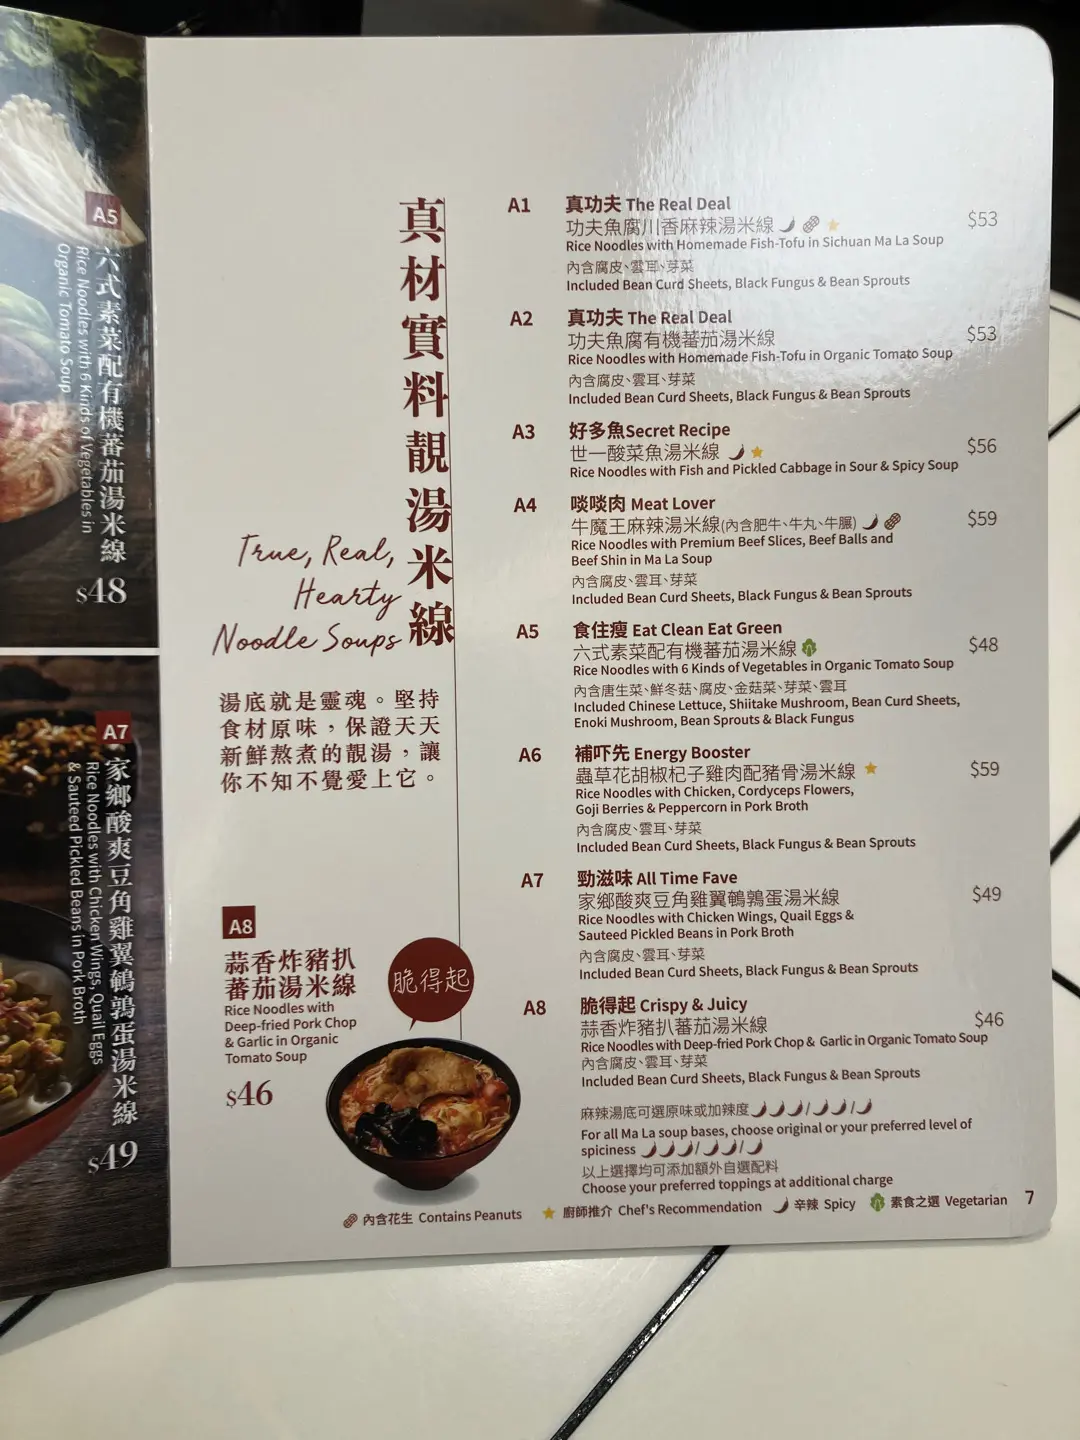 A5
六式素菜配有機蕃茄湯米線
Rice Noodles with 6 Kinds of Vegetables in
Organic Tomato Soup
$48
A7
家鄉酸爽豆角雞翼鵪鶉蛋湯米線
Rice Noodles with Chicken Wings, Quail Eggs
& Sauteed Pickled Beans in Pork Broth
$49
真材實料靚湯米線
True, Real,
Hearty
Noodle Soups
湯底就是靈魂。堅持
食材原味，保證天天
新鮮熬煮的靚湯，讓
你不知不覺愛上它。
A8
蒜香炸豬扒
蕃茄湯米線
Rice Noodles with
Deep-fried Pork Chop
& Garlic in Organic
Tomato Soup
$46
脆得起
A1 真功夫 The Real Deal
功夫魚腐川香麻辣湯米線 $53
Rice Noodles with Homemade Fish-Tofu in Sichuan Ma La Soup
內含腐皮、雲耳、芽菜
Included Bean Curd Sheets, Black Fungus & Bean Sprouts
A2 真功夫 The Real Deal
功夫魚腐有機蕃茄湯米線 $53
Rice Noodles with Homemade Fish-Tofu in Organic Tomato Soup
內含腐皮、雲耳、芽菜
Included Bean Curd Sheets, Black Fungus & Bean Sprouts
A3 好多魚Secret Recipe
世一酸菜魚湯米線 $56
Rice Noodles with Fish and Pickled Cabbage in Sour & Spicy Soup
A4 啖啖肉 Meat Lover
牛魔王麻辣湯米線(內含肥牛、牛丸、牛𦟌) $59
Rice Noodles with Premium Beef Slices, Beef Balls and
Beef Shin in Ma La Soup
內含腐皮、雲耳、芽菜
Included Bean Curd Sheets, Black Fungus & Bean Sprouts
A5 食住瘦 Eat Clean Eat Green
六式素菜配有機蕃茄湯米線 $48
Rice Noodles with 6 Kinds of Vegetables in Organic Tomato Soup
內含唐生菜、鮮冬菇、腐皮、金菇菜、芽菜、雲耳
Included Chinese Lettuce, Shiitake Mushroom, Bean Curd Sheets,
Enoki Mushroom, Bean Sprouts & Black Fungus
A6 補吓先 Energy Booster
蟲草花胡椒杞子雞肉配豬骨湯米線 $59
Rice Noodles with Chicken, Cordyceps Flowers,
Goji Berries & Peppercorn in Pork Broth
內含腐皮、雲耳、芽菜
Included Bean Curd Sheets, Black Fungus & Bean Sprouts
A7 勁滋味 All Time Fave
家鄉酸爽豆角雞翼鵪鶉蛋湯米線 $49
Rice Noodles with Chicken Wings, Quail Eggs &
Sauteed Pickled Beans in Pork Broth
內含腐皮、雲耳、芽菜
Included Bean Curd Sheets, Black Fungus & Bean Sprouts
A8 脆得起 Crispy & Juicy
蒜香炸豬扒蕃茄湯米線 $46
Rice Noodles with Deep-fried Pork Chop & Garlic in Organic Tomato Soup
內含腐皮、雲耳、芽菜
Included Bean Curd Sheets, Black Fungus & Bean Sprouts
麻辣湯底可選原味或加辣度
For all Ma La soup bases, choose original or your preferred level of
spiciness
以上選擇均可添加額外自選配料
Choose your preferred toppings at additional charge
內含花生 Contains Peanuts 廚師推介 Chef's Recommendation 辛辣 Spicy 素食之選 Vegetarian 7